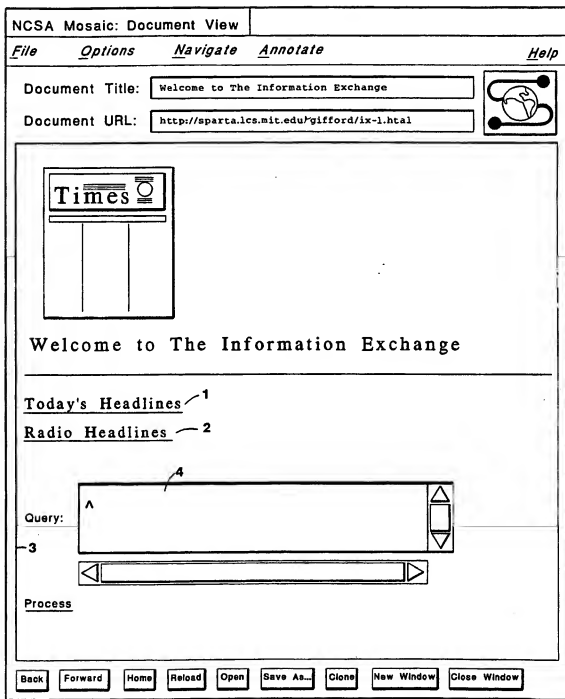 NCSA Mosaic: Document View
File Options Navigate Annotate Help
Document Title: Welcome to The Information Exchange
Document URL: http://sparta.lcs.mit.edu/~gifford/ix-1.htal
Times
Welcome to The Information Exchange
Today's Headlines 1
Radio Headlines 2
4
^
Query:
3
Process
Back Forward Home Reload Open Save As... Clone New Window Close Window